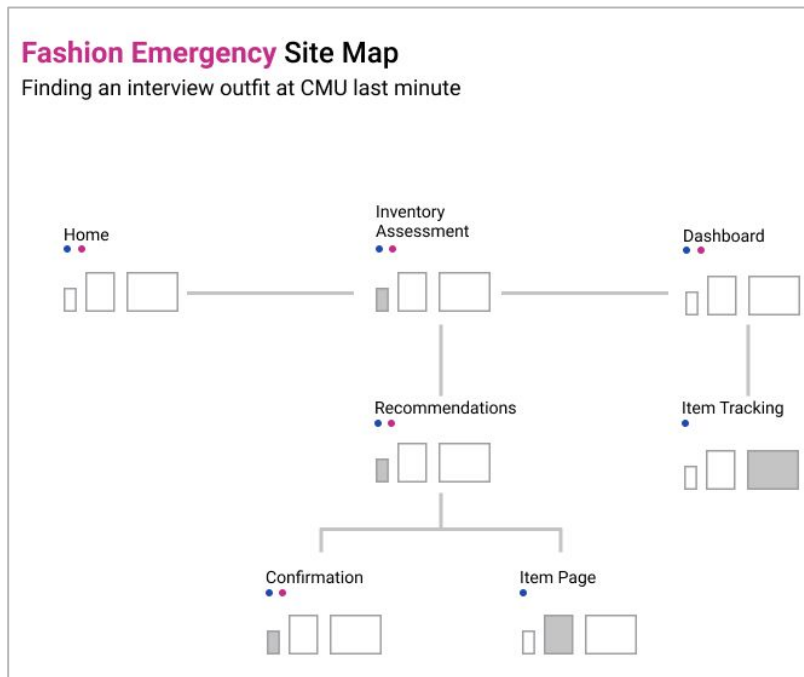 Fashion Emergency Site Map
Finding an interview outfit at CMU last minute
Home
Inventory
Assessment
Dashboard
Recommendations
Item Tracking
Confirmation
Item Page